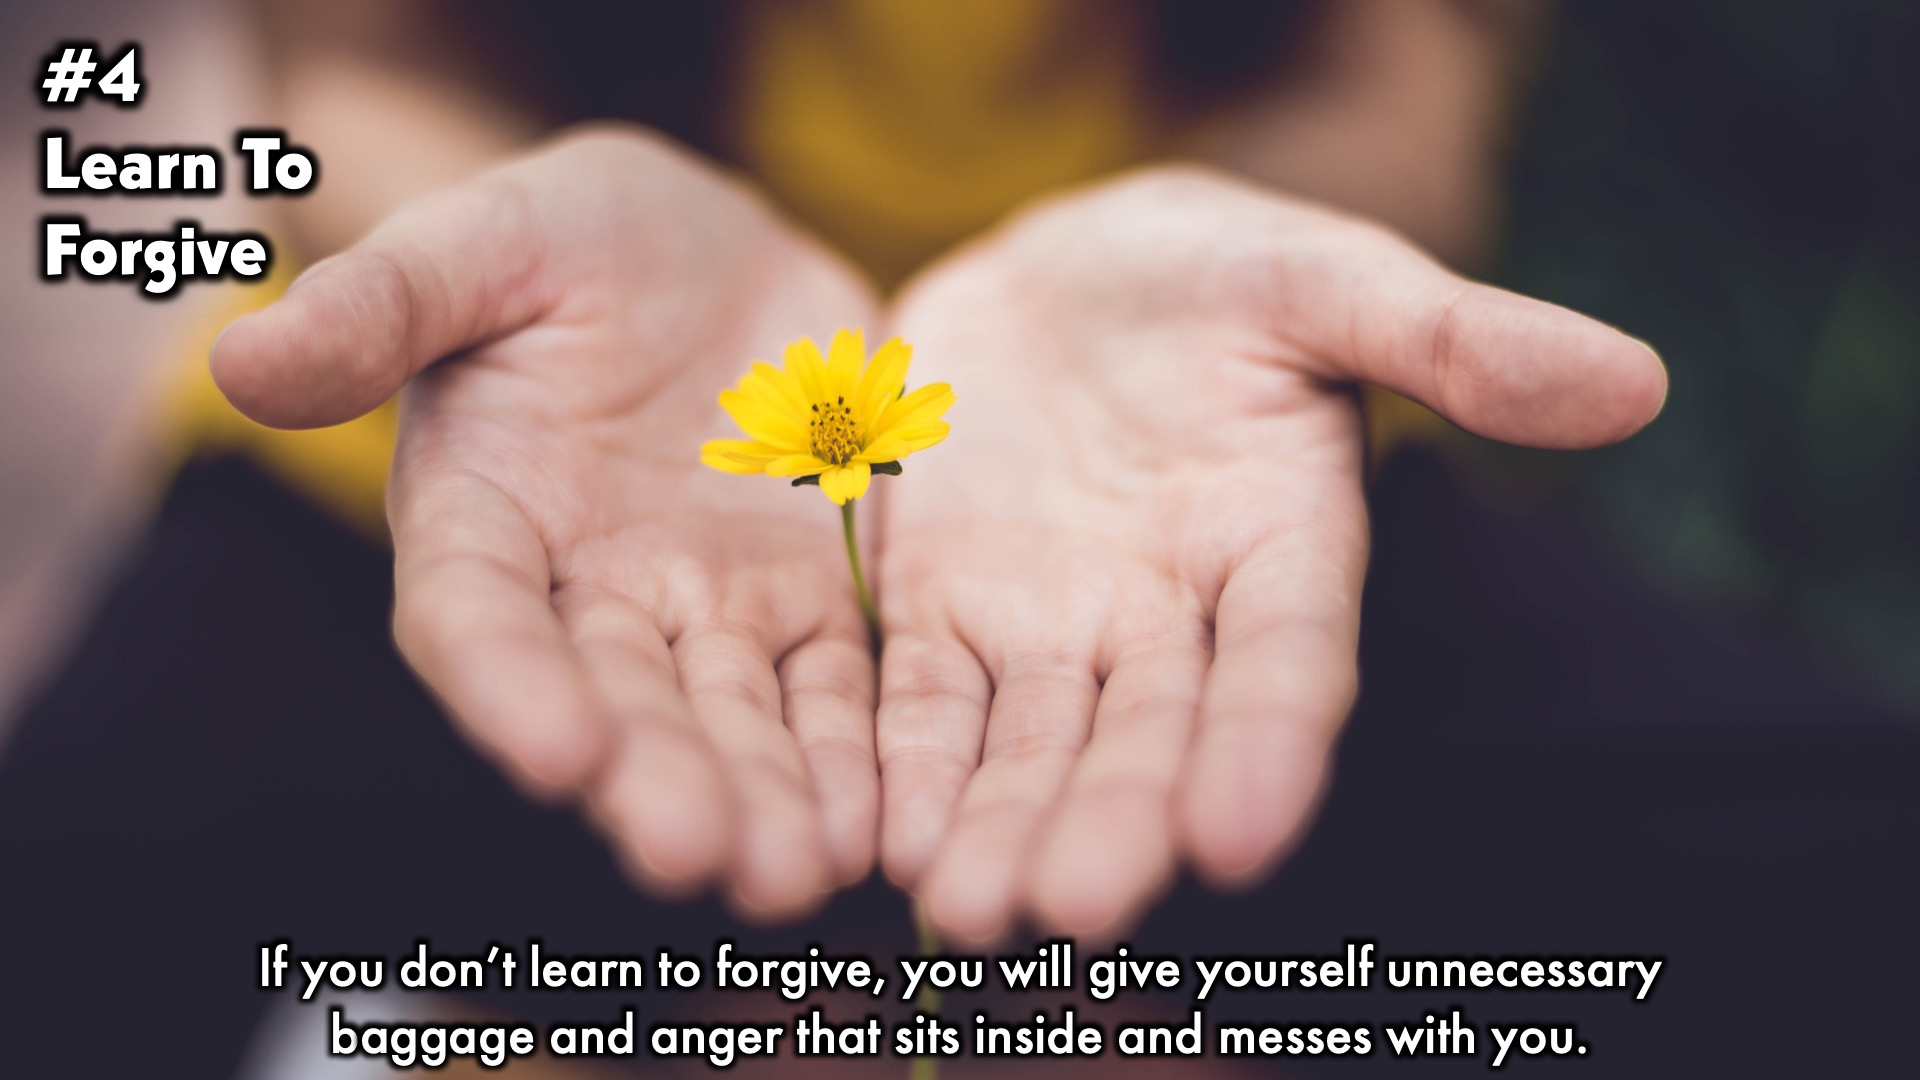 #4
Learn To
Forgive
If you don’t learn to forgive, you will give yourself unnecessary
baggage and anger that sits inside and messes with you.